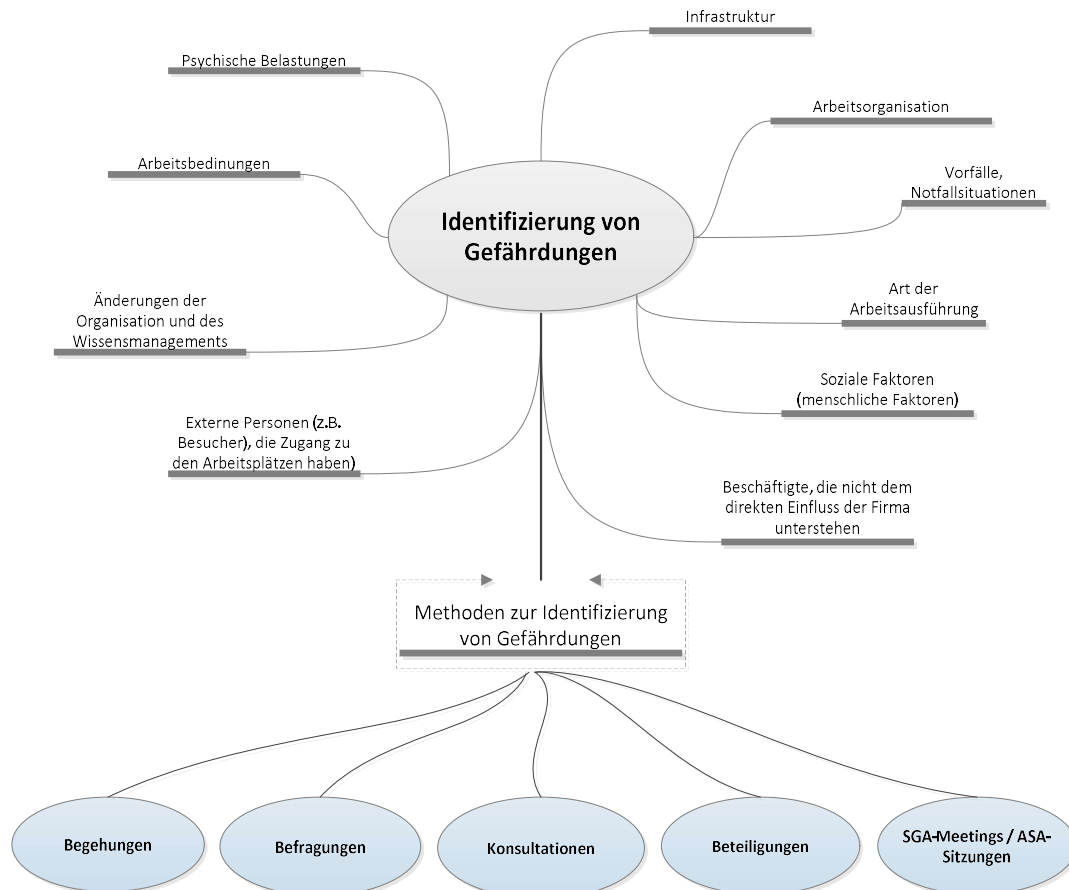 Infrastruktur
Psychische Belastungen
Arbeitsorganisation
Arbeitsbedinungen
Vorfälle,
Notfallsituationen
Identifizierung von
Gefährdungen
Änderungen der
Organisation und des
Wissensmanagements
Art der
Arbeitsausführung
Soziale Faktoren
(menschliche Faktoren)
Externe Personen (z.B.
Besucher), die Zugang zu
den Arbeitsplätzen haben)
Beschäftigte, die nicht dem
direkten Einfluss der Firma
unterstehen
Methoden zur Identifizierung
von Gefährdungen
Begehungen
Befragungen
Konsultationen
Beteiligungen
SGA-Meetings / ASA-
Sitzungen